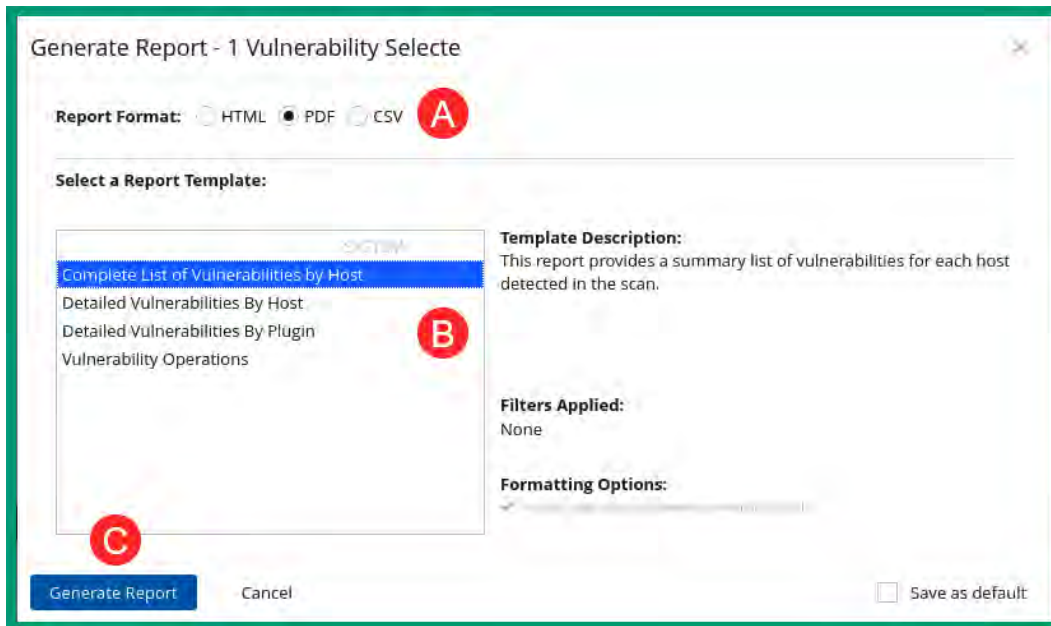 Generate Report - 1 Vulnerability Selecte
Report Format: HTML PDF CSV A
Select a Report Template:
SYSTEM
Complete List of Vulnerabilities by Host
Detailed Vulnerabilities By Host
Detailed Vulnerabilities By Plugin
Vulnerability Operations
B
Template Description:
This report provides a summary list of vulnerabilities for each host
detected in the scan.
Filters Applied:
None
Formatting Options:
C
Generate Report Cancel Save as default